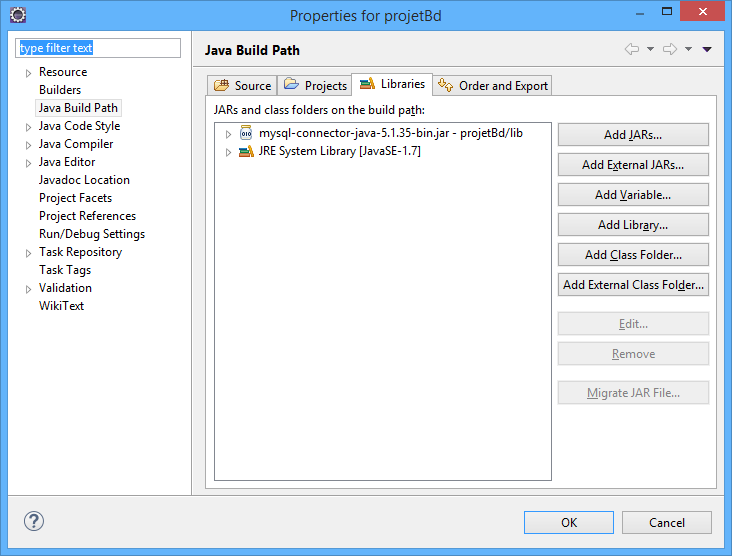 Properties for projetBd
type filter text
Resource
Builders
Java Build Path
Java Code Style
Java Compiler
Java Editor
Javadoc Location
Project Facets
Project References
Run/Debug Settings
Task Repository
Task Tags
Validation
WikiText
Java Build Path
Source Projects Libraries Order and Export
JARs and class folders on the build path:
mysql-connector-java-5.1.35-bin.jar - projetBd/lib
JRE System Library [JavaSE-1.7]
Add JARs...
Add External JARs...
Add Variable...
Add Library...
Add Class Folder...
Add External Class Folder...
Edit...
Remove
Migrate JAR File...
?
OK Cancel